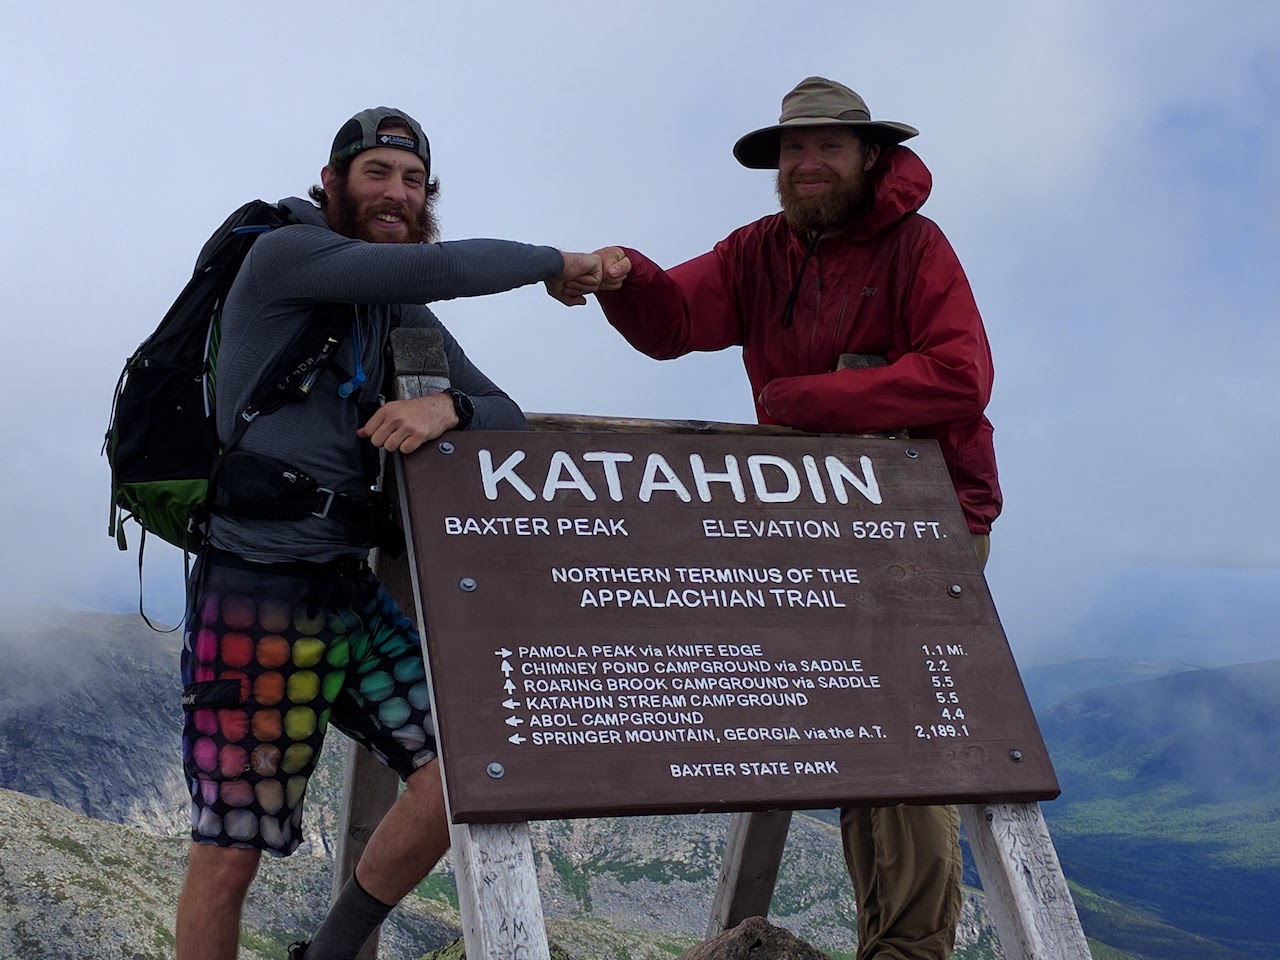 Columbia
KATAHDIN
BAXTER PEAK ELEVATION 5267 FT.
NORTHERN TERMINUS OF THE
APPALACHIAN TRAIL
PAMOLA PEAK via KNIFE EDGE 1.1 Mi.
CHIMNEY POND CAMPGROUND via SADDLE 2.2
ROARING BROOK CAMPGROUND via SADDLE 5.5
KATAHDIN STREAM CAMPGROUND 5.5
ABOL CAMPGROUND 4.4
SPRINGER MOUNTAIN, GEORGIA via the A.T. 2,189.1
BAXTER STATE PARK